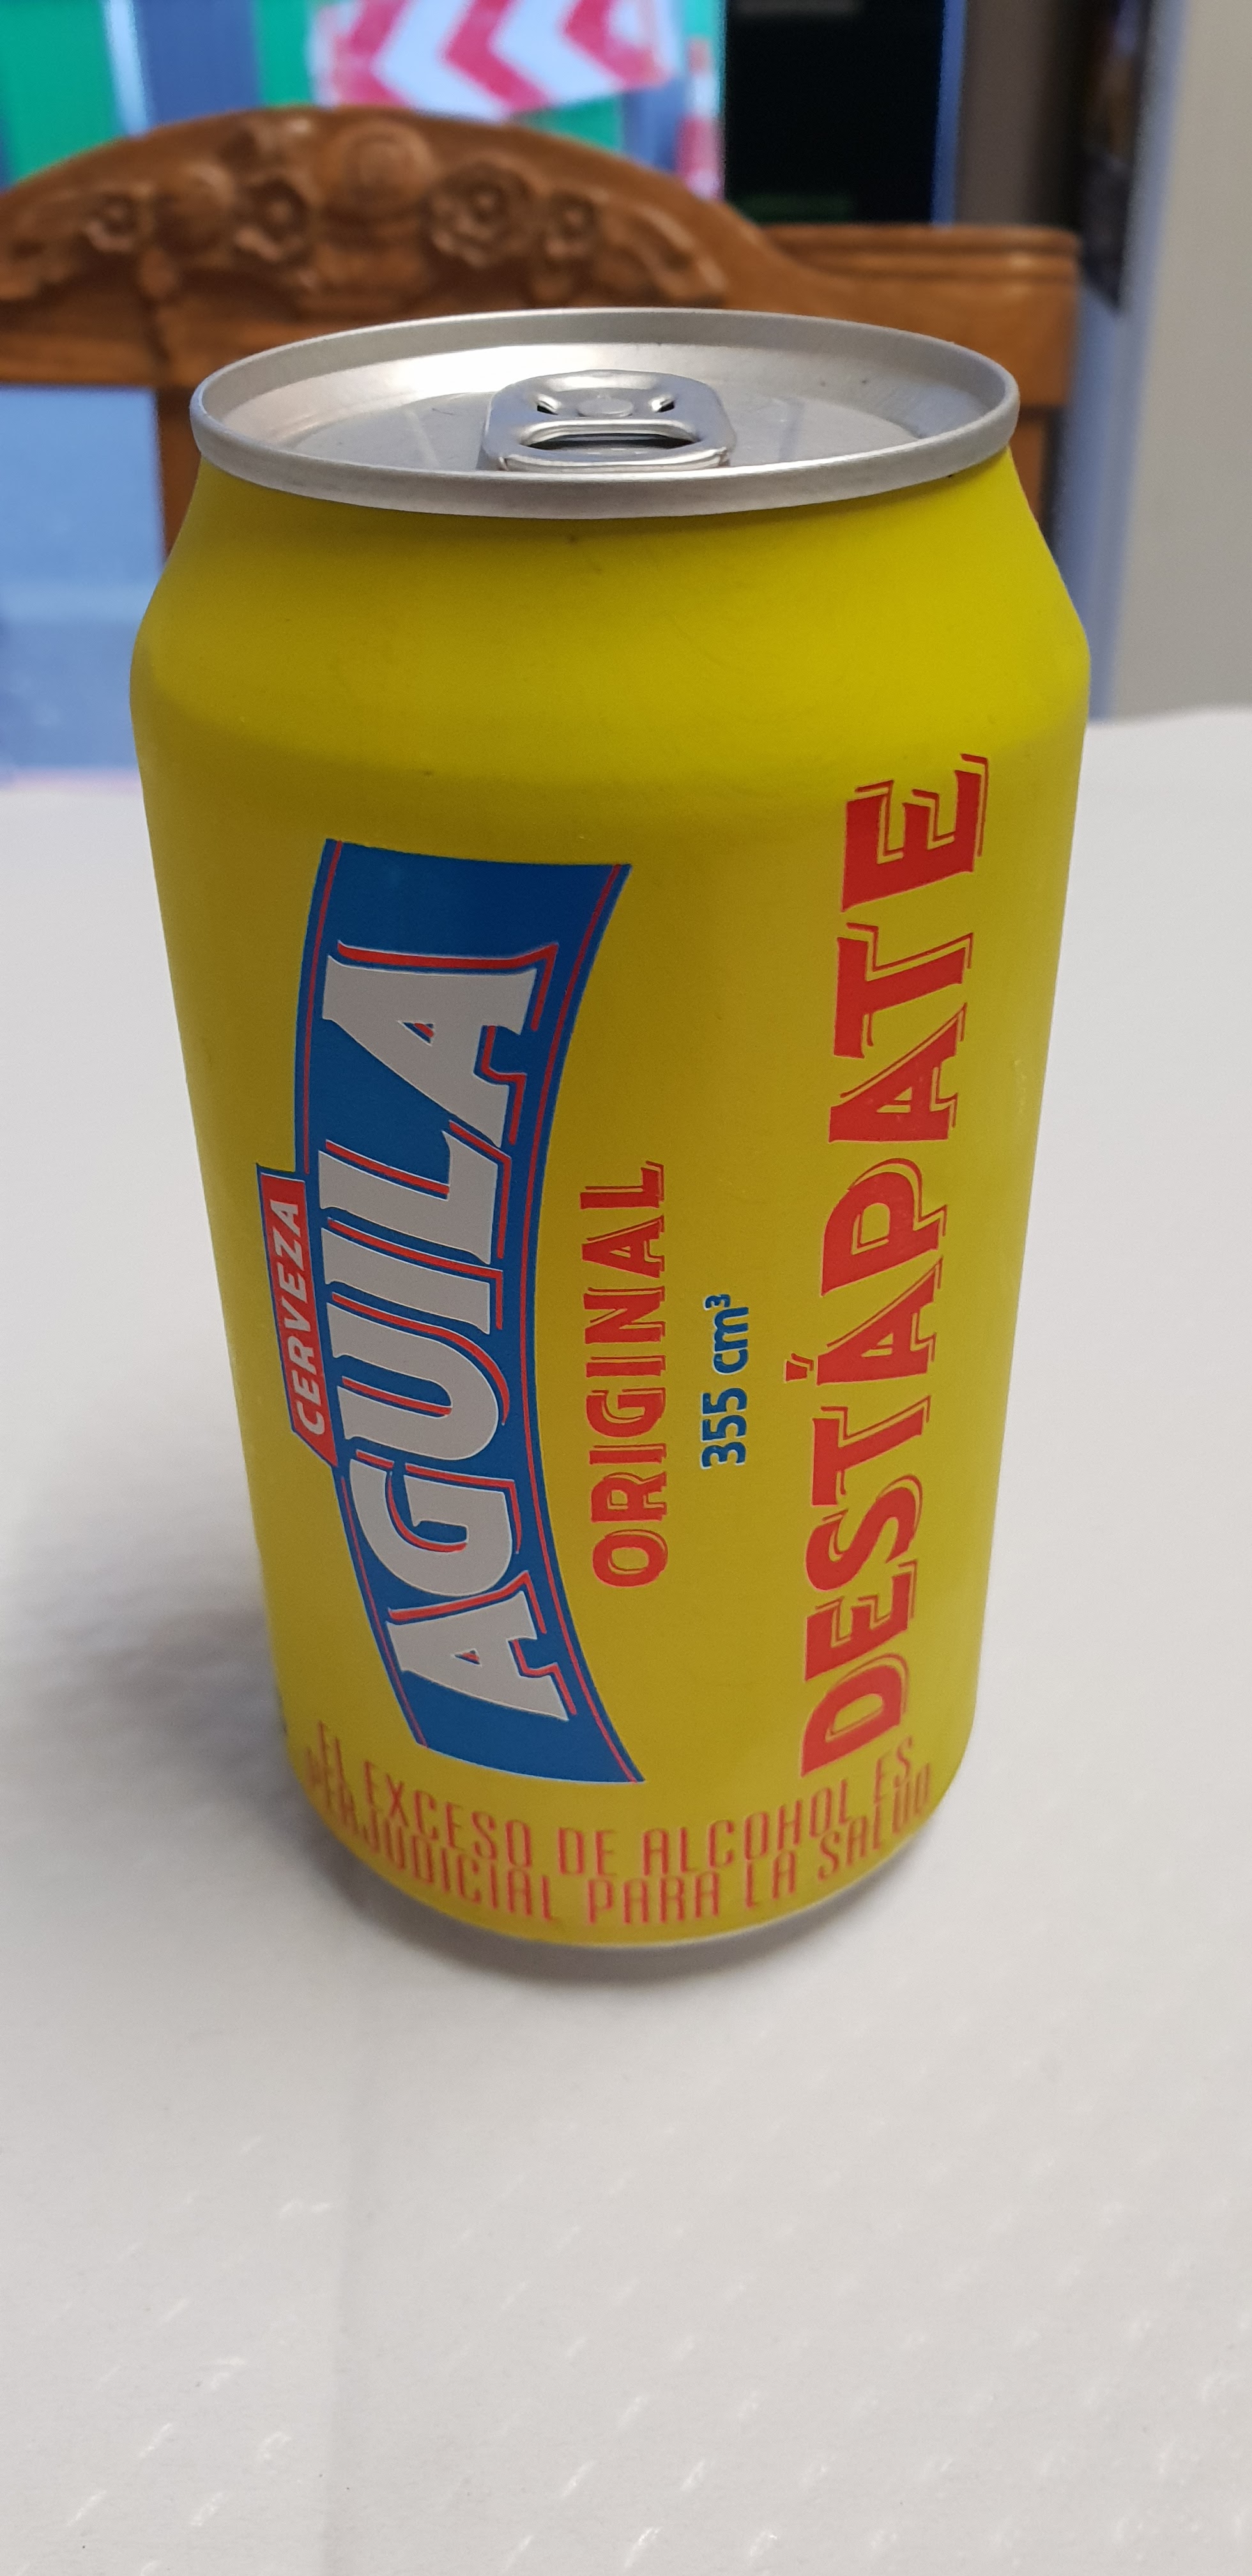 CERVEZA
AGUILA
ORIGINAL
355 cm³
DESTÁPATE
EL EXCESO DE ALCOHOL ES
PERJUDICIAL PARA LA SALUD